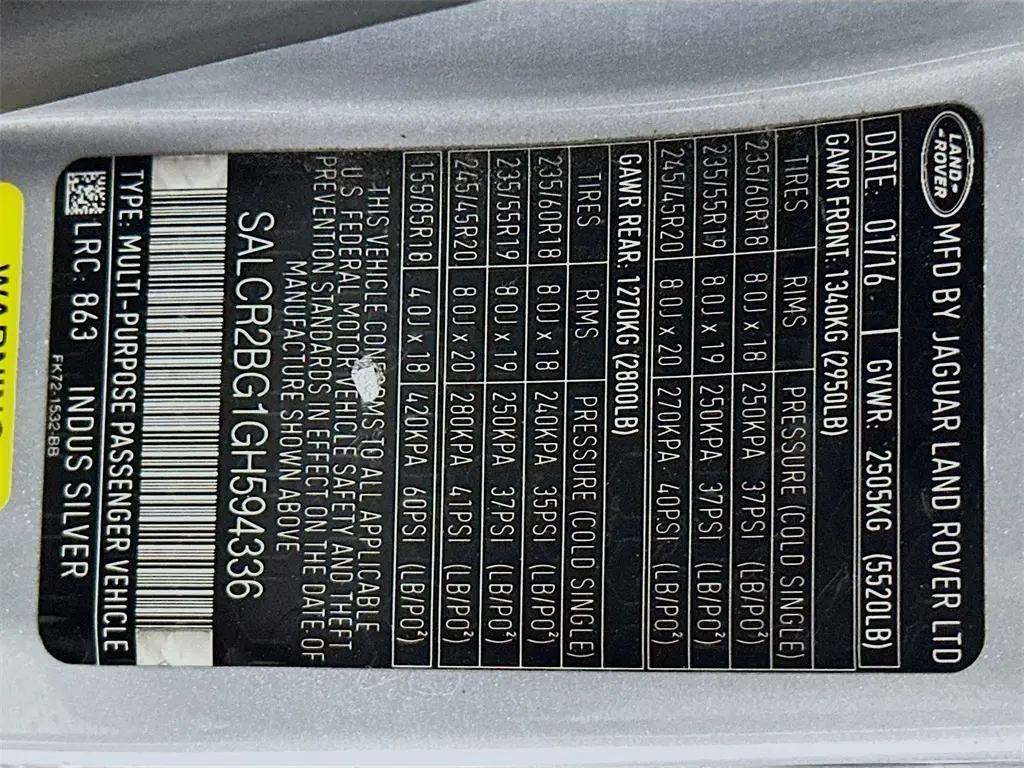 LAND-
-ROVER
MFD BY JAGUAR LAND ROVER LTD
DATE: 01/16 GVWR: 2505KG (5520LB)
GAWR FRONT: 1340KG (2950LB)
TIRES RIMS PRESSURE (COLD SINGLE)
235/60R18 8.0J x 18 250KPA 37PSI (LB/PO²)
235/55R19 8.0J x 19 250KPA 37PSI (LB/PO²)
245/45R20 8.0J x 20 270KPA 40PSI (LB/PO²)
GAWR REAR: 1270KG (2800LB)
TIRES RIMS PRESSURE (COLD SINGLE)
235/60R18 8.0J x 18 240KPA 35PSI (LB/PO²)
235/55R19 8.0J x 19 250KPA 37PSI (LB/PO²)
245/45R20 8.0J x 20 280KPA 41PSI (LB/PO²)
155/85R18 4.0J x 18 420KPA 60PSI (LB/PO²)
THIS VEHICLE CONFORMS TO ALL APPLICABLE
U.S. FEDERAL MOTOR VEHICLE SAFETY AND THEFT
PREVENTION STANDARDS IN EFFECT ON THE DATE OF
MANUFACTURE SHOWN ABOVE
SALCR2BG1GH594336
TYPE: MULTI-PURPOSE PASSENGER VEHICLE
LRC: 863 INDUS SILVER
FK72-1532-BB
WARNING